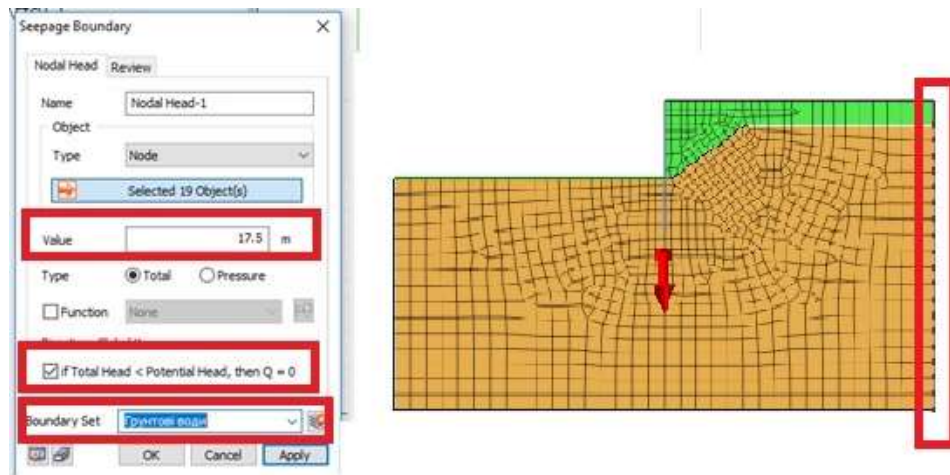 Seepage Boundary
Nodal Head Review
Name Nodal Head-1
Object
Type Node
Selected 19 Object(s)
Value 17.5 m
Type Total Pressure
Function None
if Total Head < Potential Head, then Q = 0
Boundary Set Грунтові води
OK Cancel Apply